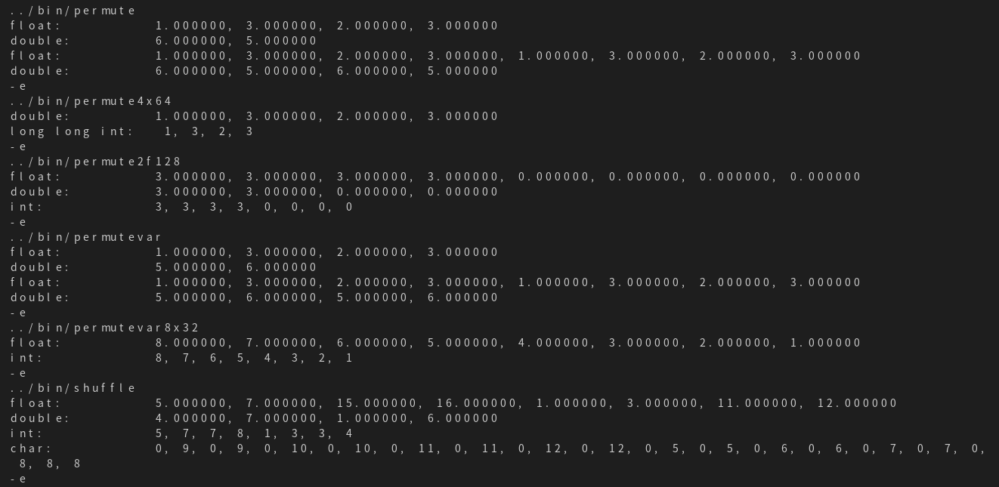 ../bin/permute
float:          1.000000, 3.000000, 2.000000, 3.000000
double:         6.000000, 5.000000
float:          1.000000, 3.000000, 2.000000, 3.000000, 1.000000, 3.000000, 2.000000, 3.000000
double:         6.000000, 5.000000, 6.000000, 5.000000
-e
../bin/permute4x64
double:         1.000000, 3.000000, 2.000000, 3.000000
long long int:   1, 3, 2, 3
-e
../bin/permute2f128
float:          3.000000, 3.000000, 3.000000, 3.000000, 0.000000, 0.000000, 0.000000, 0.000000
double:         3.000000, 3.000000, 0.000000, 0.000000
int:            3, 3, 3, 3, 0, 0, 0, 0
-e
../bin/permutevar
float:          1.000000, 3.000000, 2.000000, 3.000000
double:         5.000000, 6.000000
float:          1.000000, 3.000000, 2.000000, 3.000000, 1.000000, 3.000000, 2.000000, 3.000000
double:         5.000000, 6.000000, 5.000000, 6.000000
-e
../bin/permutevar8x32
float:          8.000000, 7.000000, 6.000000, 5.000000, 4.000000, 3.000000, 2.000000, 1.000000
int:            8, 7, 6, 5, 4, 3, 2, 1
-e
../bin/shuffle
float:          5.000000, 7.000000, 15.000000, 16.000000, 1.000000, 3.000000, 11.000000, 12.000000
double:         4.000000, 7.000000, 1.000000, 6.000000
int:            5, 7, 7, 8, 1, 3, 3, 4
char:           0, 9, 0, 9, 0, 10, 0, 10, 0, 11, 0, 11, 0, 12, 0, 12, 0, 5, 0, 5, 0, 6, 0, 6, 0, 7, 0, 7, 0,
 8, 8, 8
-e